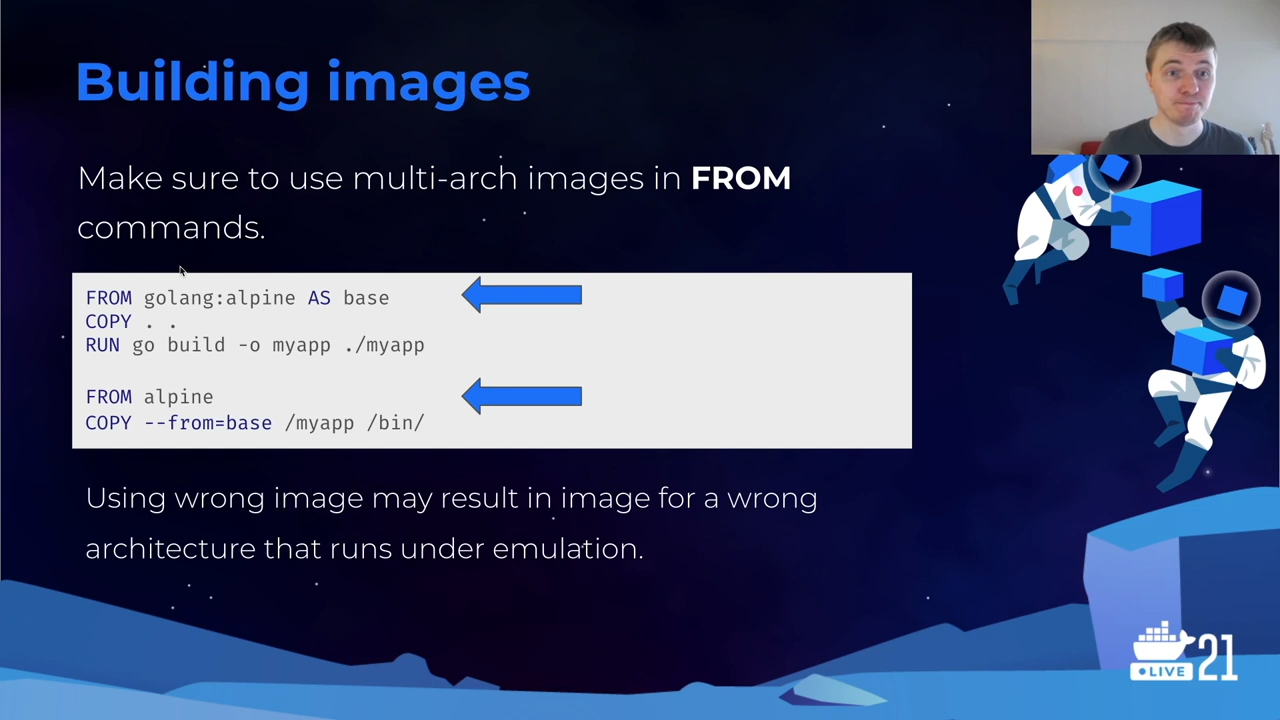 Building images
Make sure to use multi-arch images in FROM
commands.
FROM golang:alpine AS base
COPY . .
RUN go build -o myapp ./myapp
FROM alpine
COPY --from=base /myapp /bin/
Using wrong image may result in image for a wrong
architecture that runs under emulation.
LIVE 21